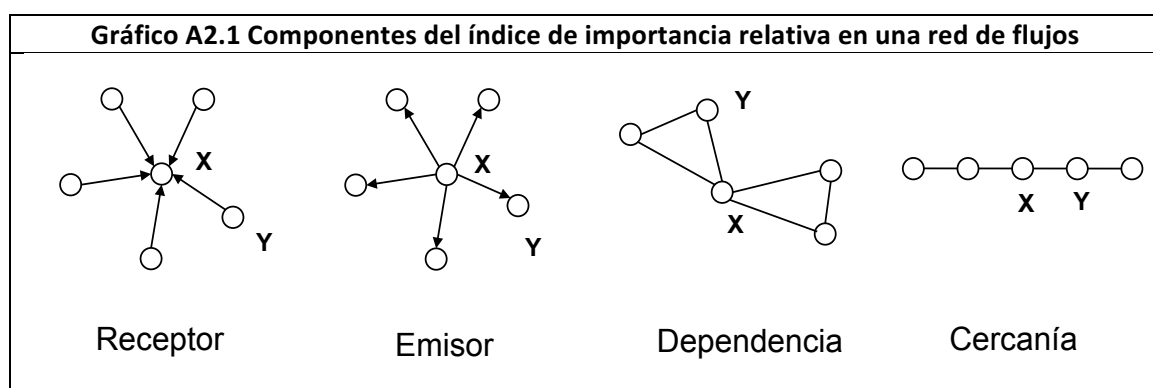 Gráfico A2.1 Componentes del índice de importancia relativa en una red de flujos
X
Y
Receptor
X
Y
Emisor
Y
X
Dependencia
X Y
Cercanía